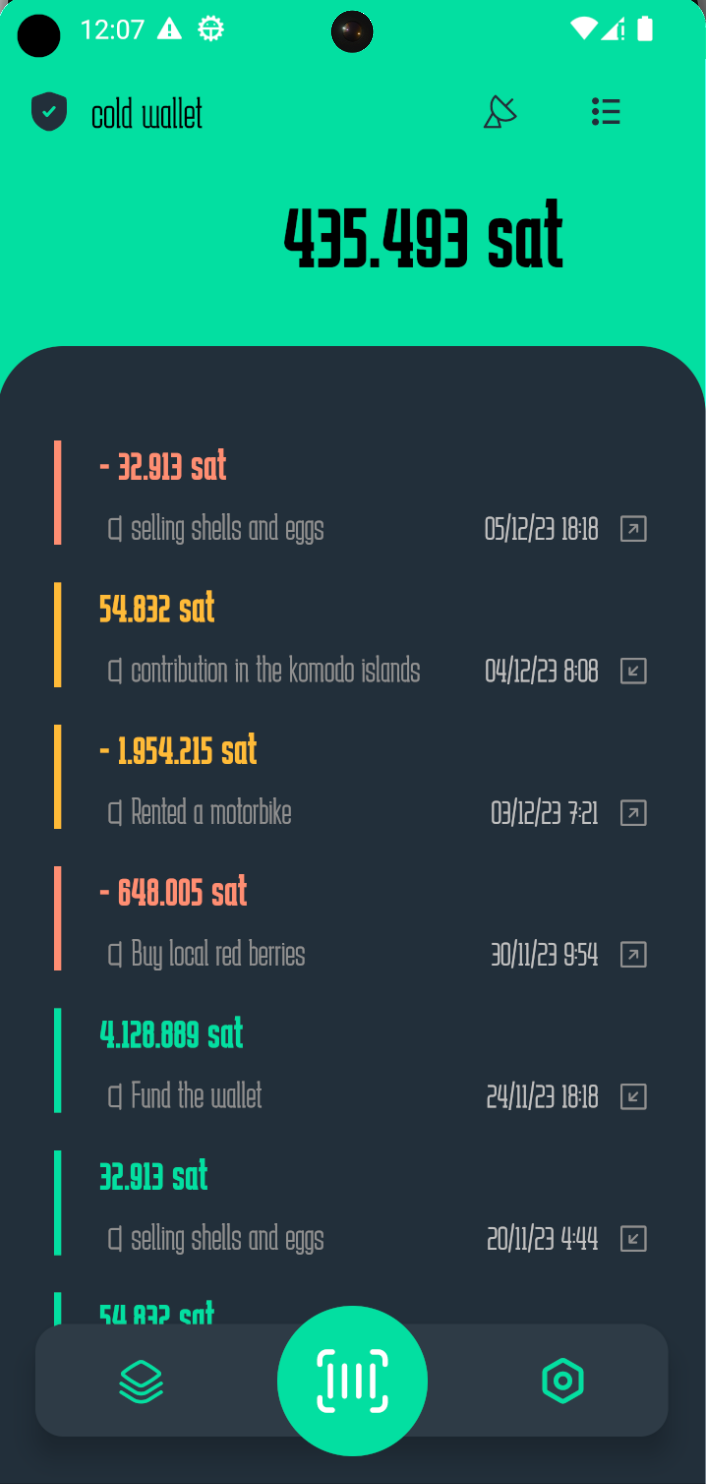 12:07
cold wallet
435.493 sat
- 32.913 sat
selling shells and eggs 05/12/23 18:18
54.832 sat
contribution in the komodo islands 04/12/23 8:08
- 1.954.215 sat
Rented a motorbike 03/12/23 7:21
- 648.005 sat
Buy local red berries 30/11/23 9:54
4.128.889 sat
Fund the wallet 24/11/23 18:18
32.913 sat
selling shells and eggs 20/11/23 4:44
54.832 sat